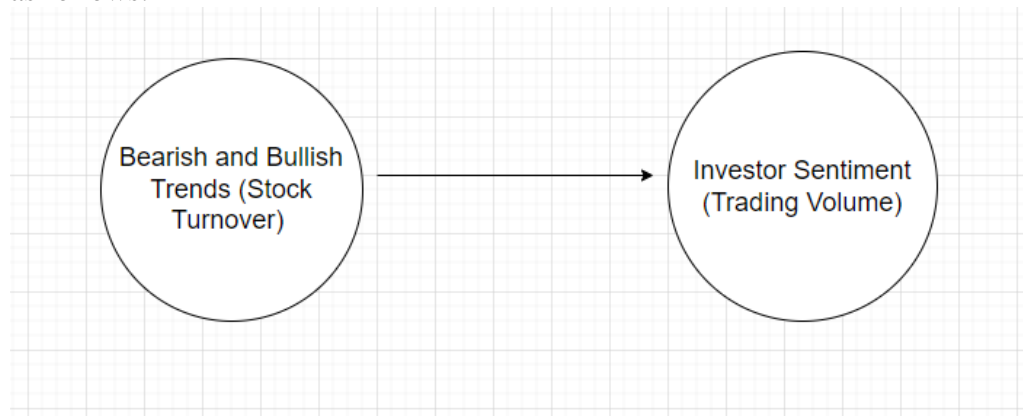 Bearish and Bullish
Trends (Stock
Turnover)
Investor Sentiment
(Trading Volume)